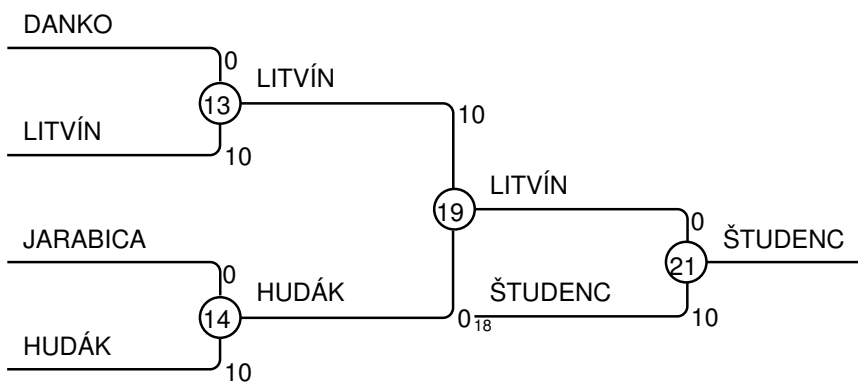 DANKO
0
LITVÍN
13
10
LITVÍN
10
LITVÍN
19
0
JARABICA
ŠTUDENC
21
0
HUDÁK
ŠTUDENC
14
0
18
10
HUDÁK
10